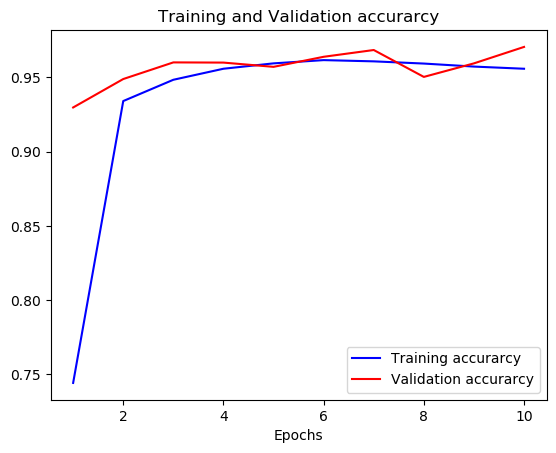 Training and Validation accurarcy
0.95
0.90
0.85
0.80
0.75
2 4 6 8 10
Epochs
Training accurarcy
Validation accurarcy